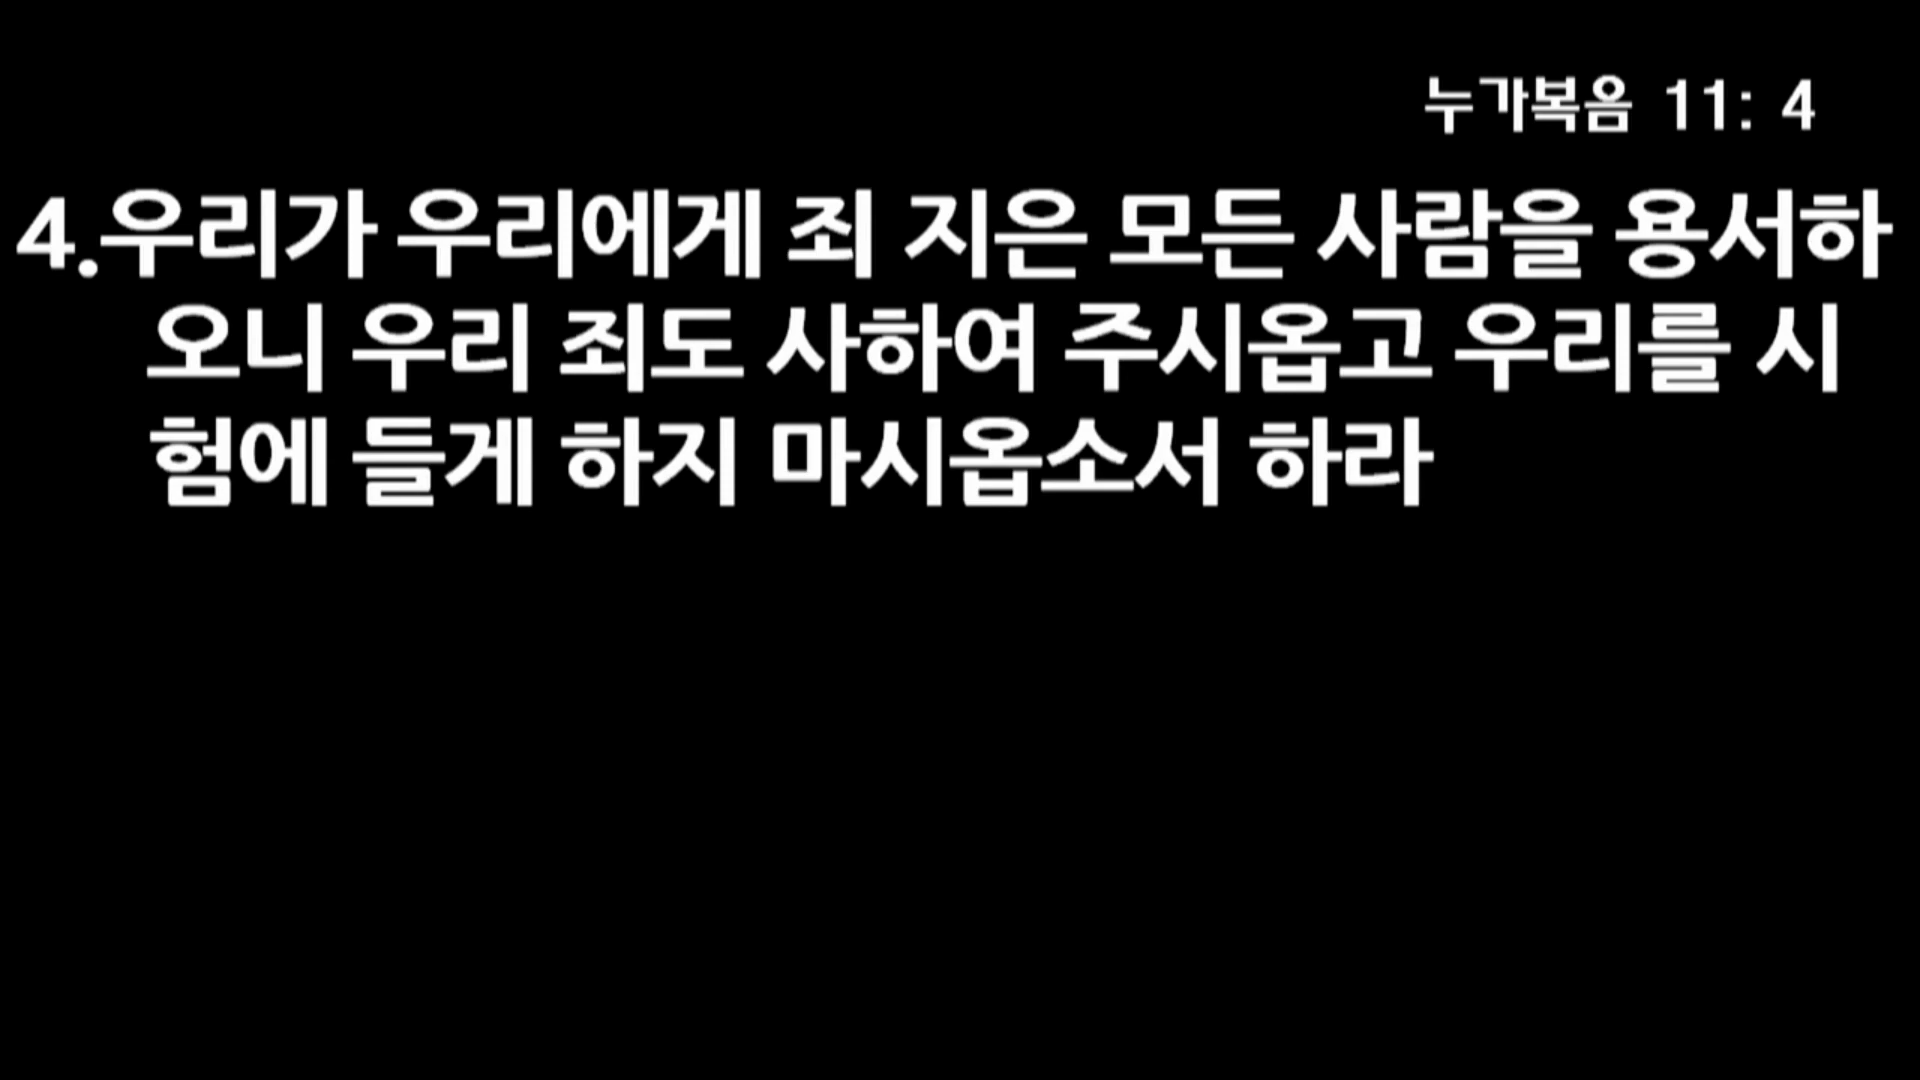 누가복음 11: 4
4.우리가 우리에게 죄 지은 모든 사람을 용서하
오니 우리 죄도 사하여 주시옵고 우리를 시
험에 들게 하지 마시옵소서 하라